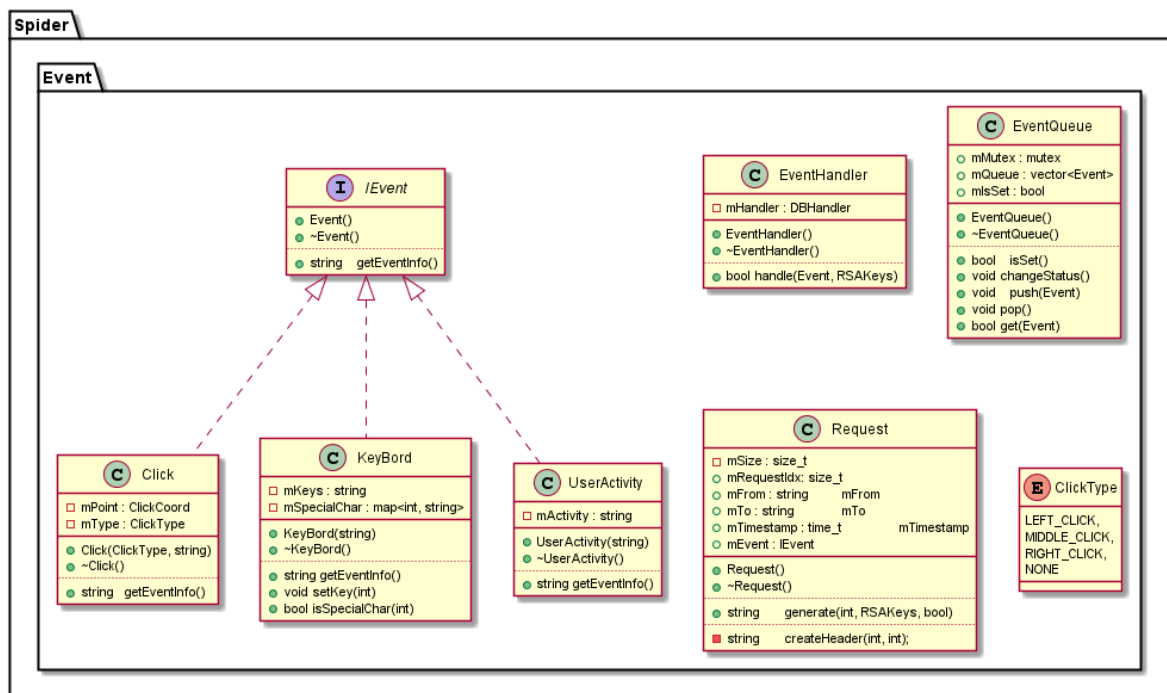 Spider
Event
I IEvent
Event()
~Event()
string getEventInfo()
C EventHandler
mHandler : DBHandler
EventHandler()
~EventHandler()
bool handle(Event, RSAKeys)
C EventQueue
mMutex : mutex
mQueue : vector<Event>
mIsSet : bool
EventQueue()
~EventQueue()
bool isSet()
void changeStatus()
void push(Event)
void pop()
bool get(Event)
C Click
mPoint : ClickCoord
mType : ClickType
Click(ClickType, string)
~Click()
string getEventInfo()
C KeyBord
mKeys : string
mSpecialChar : map<int, string>
KeyBord(string)
~KeyBord()
string getEventInfo()
void setKey(int)
bool isSpecialChar(int)
C UserActivity
mActivity : string
UserActivity(string)
~UserActivity()
string getEventInfo()
C Request
mSize : size_t
mRequestIdx: size_t
mFrom : string mFrom
mTo : string mTo
mTimestamp : time_t mTimestamp
mEvent : IEvent
Request()
~Request()
string generate(int, RSAKeys, bool)
string createHeader(int, int);
E ClickType
LEFT_CLICK,
MIDDLE_CLICK,
RIGHT_CLICK,
NONE